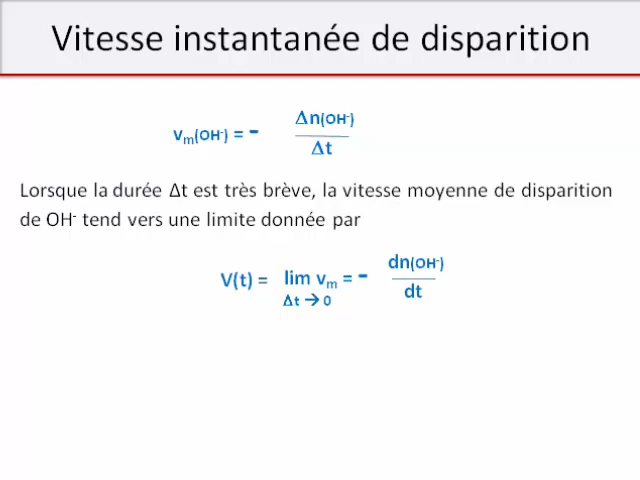 Vitesse instantanée de disparition
vₘ(OH⁻) = - Δn(OH⁻)
Δt
Lorsque la durée Δt est très brève, la vitesse moyenne de disparition
de OH⁻ tend vers une limite donnée par
V(t) = lim vₘ = - dn(OH⁻)
Δt → 0 dt